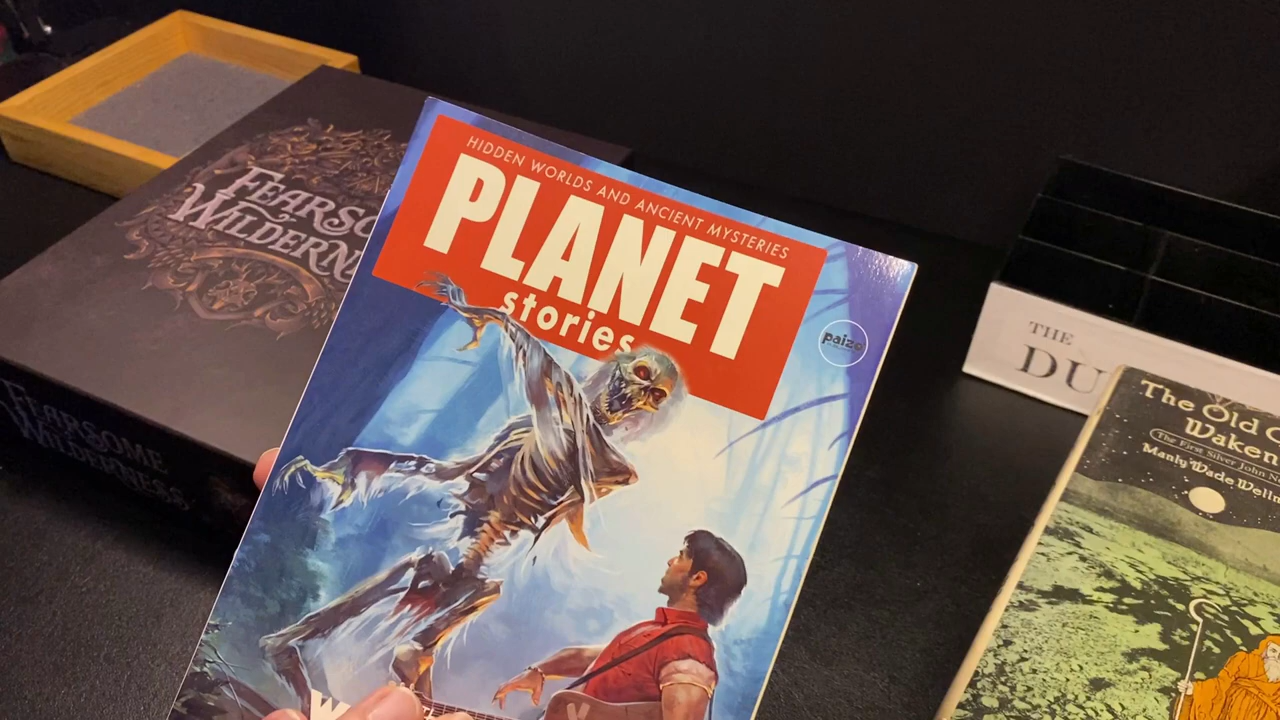 HIDDEN WORLDS AND ANCIENT MYSTERIES
PLANET
stories
paizo
FEARSO
WILDERN
FEARSOME
WILDERNESS
THE
DU
The Old
Waken
The First Silver John
Manly Wade Wellm
W